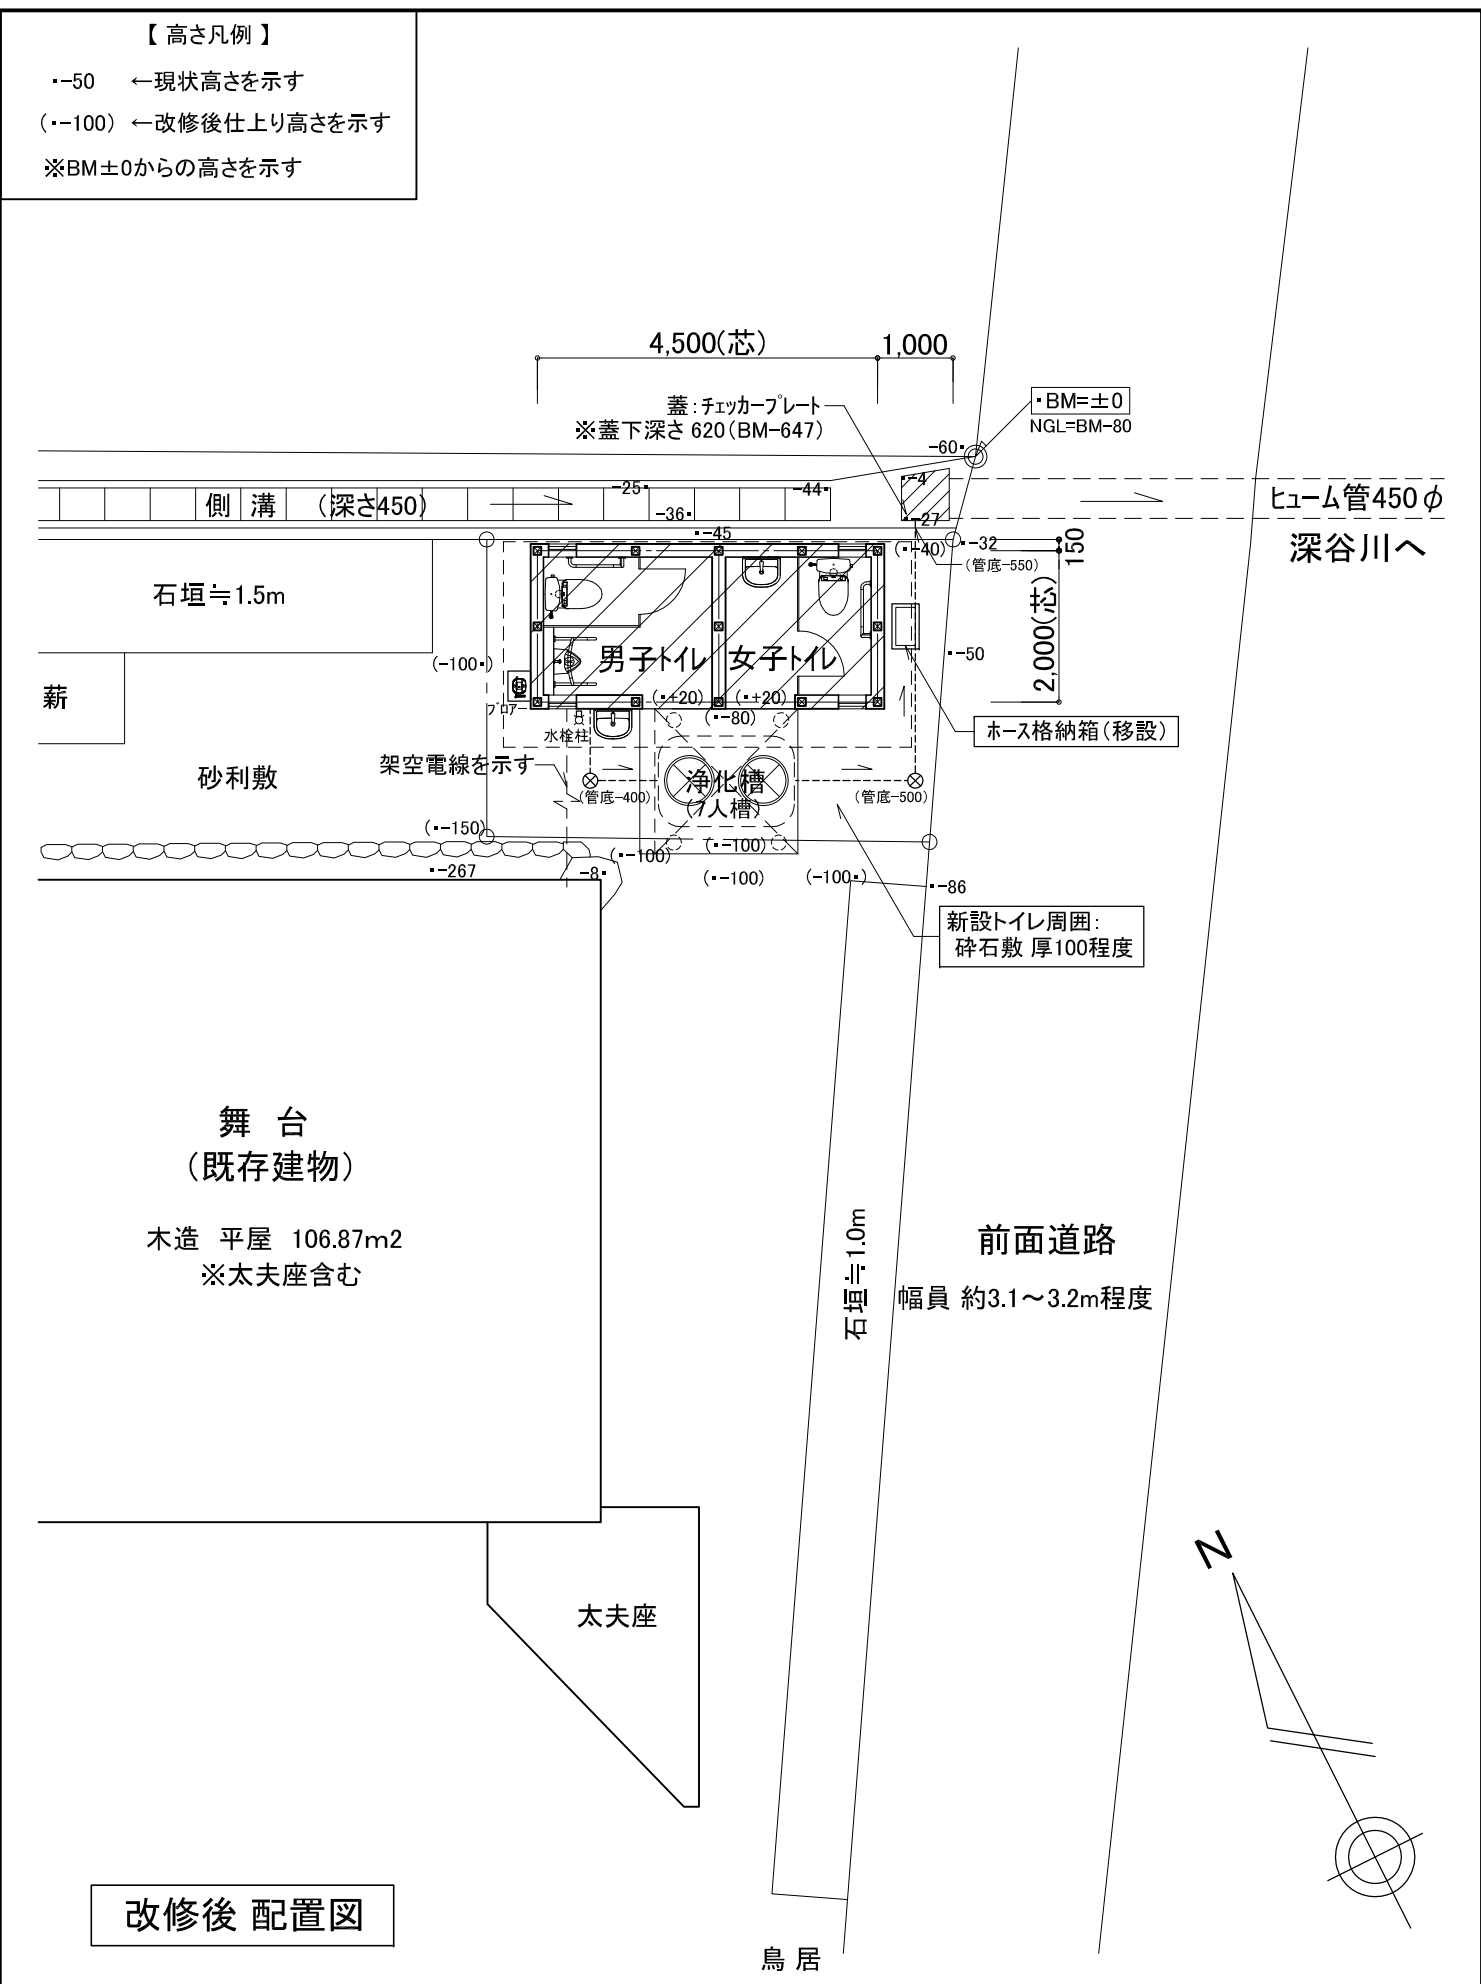 【 高さ凡例 】
・-50 ←現状高さを示す
(・-100) ←改修後仕上り高さを示す
※BM±0からの高さを示す
4,500(芯)
1,000
蓋:チェッカープレート
※蓋下深さ 620(BM-647)
・BM=±0
NGL=BM-80
-60・
-4
-25・
-44・
側 溝 (深さ450)
-36・
・-27
ヒューム管450φ
・-45
(・-40)
・-32
150
深谷川へ
(管底-550)
石垣≒1.5m
2,000(芯)
男子トイレ
女子トイレ
・-50
(-100・)
薪
(・+20)
(・+20)
ブロアー
(・-80)
水栓柱
ホース格納箱(移設)
架空電線を示す
砂利敷
浄化槽
(7人槽)
(管底-400)
(管底-500)
(・-150)
(・-100)
(・-100)
・-267
-8・
(・-100)
(-100・)
・-86
新設トイレ周囲:
砕石敷 厚100程度
舞 台
(既存建物)
木造 平屋 106.87m2
※太夫座含む
石垣≒1.0m
前面道路
幅員 約3.1～3.2m程度
N
太夫座
改修後 配置図
鳥 居